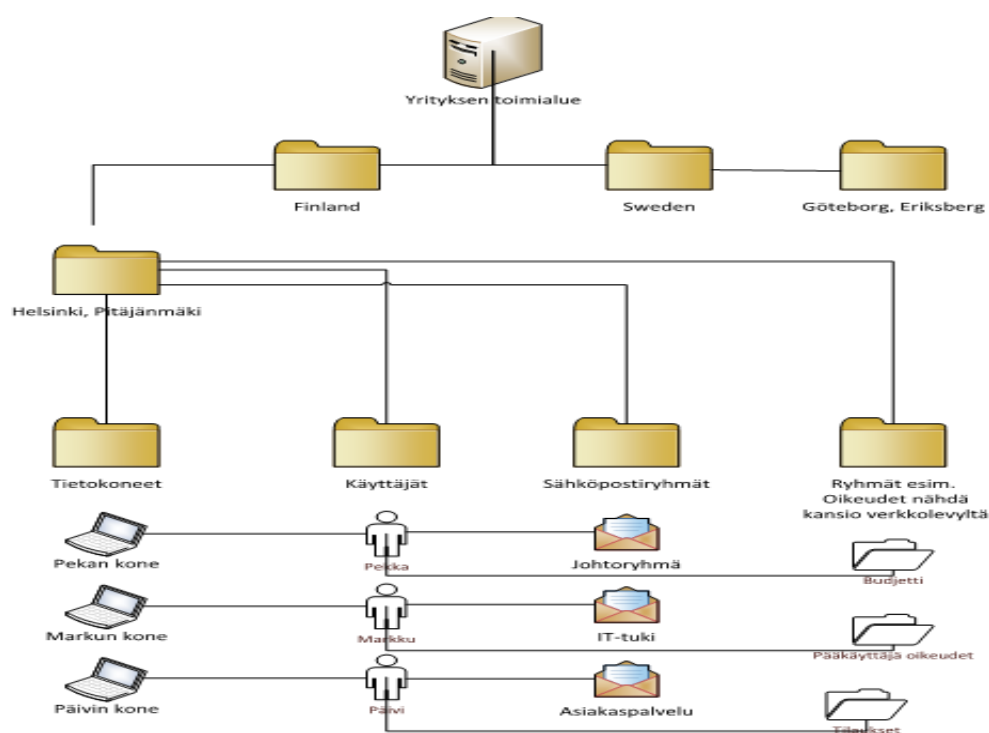 Yrityksen toimialue
Finland
Sweden
Göteborg, Eriksberg
Helsinki, Pitäjänmäki
Tietokoneet
Käyttäjät
Sähköpostiryhmät
Ryhmät esim.
Oikeudet nähdä
kansio verkkolevyltä
Pekan kone
Pekka
Johtoryhmä
Budjetti
Markun kone
Markku
IT-tuki
Pääkäyttäjä oikeudet
Päivin kone
Päivi
Asiakaspalvelu
Tilaukset